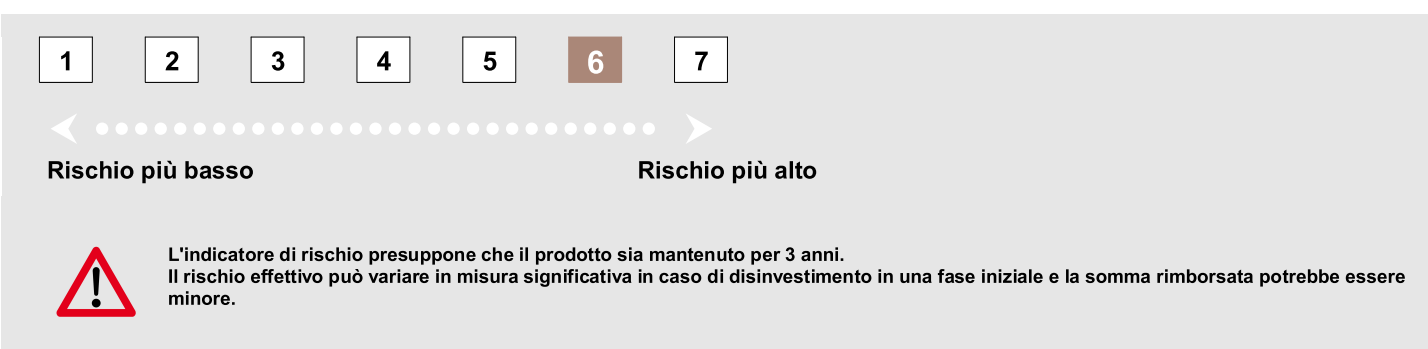 1 2 3 4 5 6 7
Rischio più basso Rischio più alto
L'indicatore di rischio presuppone che il prodotto sia mantenuto per 3 anni.
Il rischio effettivo può variare in misura significativa in caso di disinvestimento in una fase iniziale e la somma rimborsata potrebbe essere
minore.